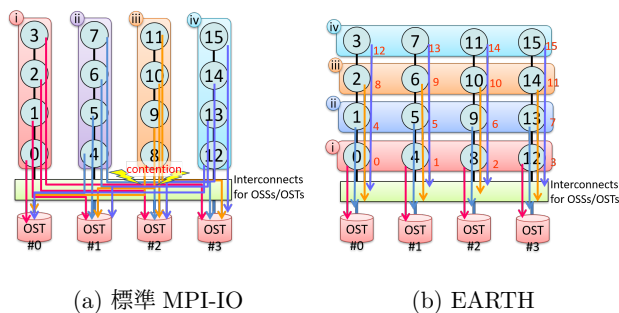 i ii iii iv
3 7 11 15
2 6 10 14
1 5 9 13
0 4 8 12
contention
Interconnects
for OSSs/OSTs
OST OST OST OST
#0 #1 #2 #3
(a) 標準 MPI-IO
iv
3 12 7 13 11 14 15 15
iii
2 8 6 9 10 10 14 11
ii
1 4 5 5 9 6 13 7
i
0 0 4 1 8 2 12 3
Interconnects
for OSSs/OSTs
OST OST OST OST
#0 #1 #2 #3
(b) EARTH